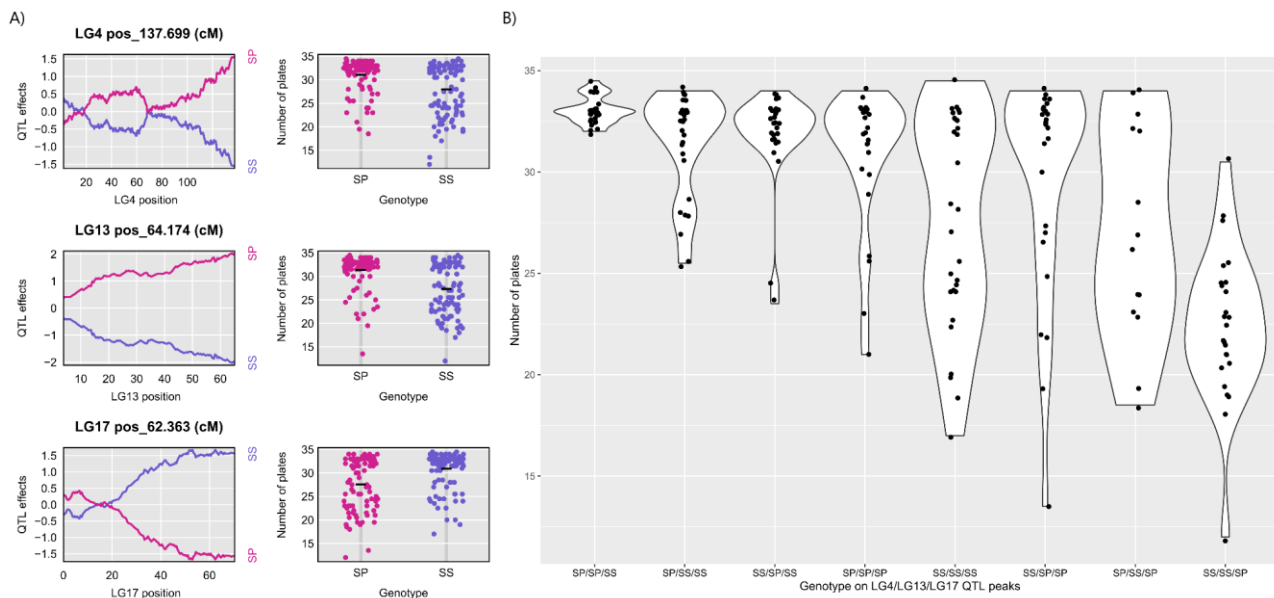 A)
LG4 pos_137.699 (cM)
QTL effects
1.5
1.0
0.5
0.0
−0.5
−1.0
−1.5
20 40 60 80 100
LG4 position
SP
SS
Number of plates
35
30
25
20
15
SP SS
Genotype
LG13 pos_64.174 (cM)
QTL effects
2
1
0
−1
−2
10 20 30 40 50 60
LG13 position
SP
SS
Number of plates
35
30
25
20
15
SP SS
Genotype
LG17 pos_62.363 (cM)
QTL effects
1.5
1.0
0.5
0.0
−0.5
−1.0
−1.5
0 20 40 60
LG17 position
SS
SP
Number of plates
35
30
25
20
15
SP SS
Genotype
B)
Number of plates
35
30
25
20
15
SP/SP/SS SP/SS/SS SS/SP/SS SP/SP/SP SS/SS/SS SS/SP/SP SP/SS/SP SS/SS/SP
Genotype on LG4/LG13/LG17 QTL peaks